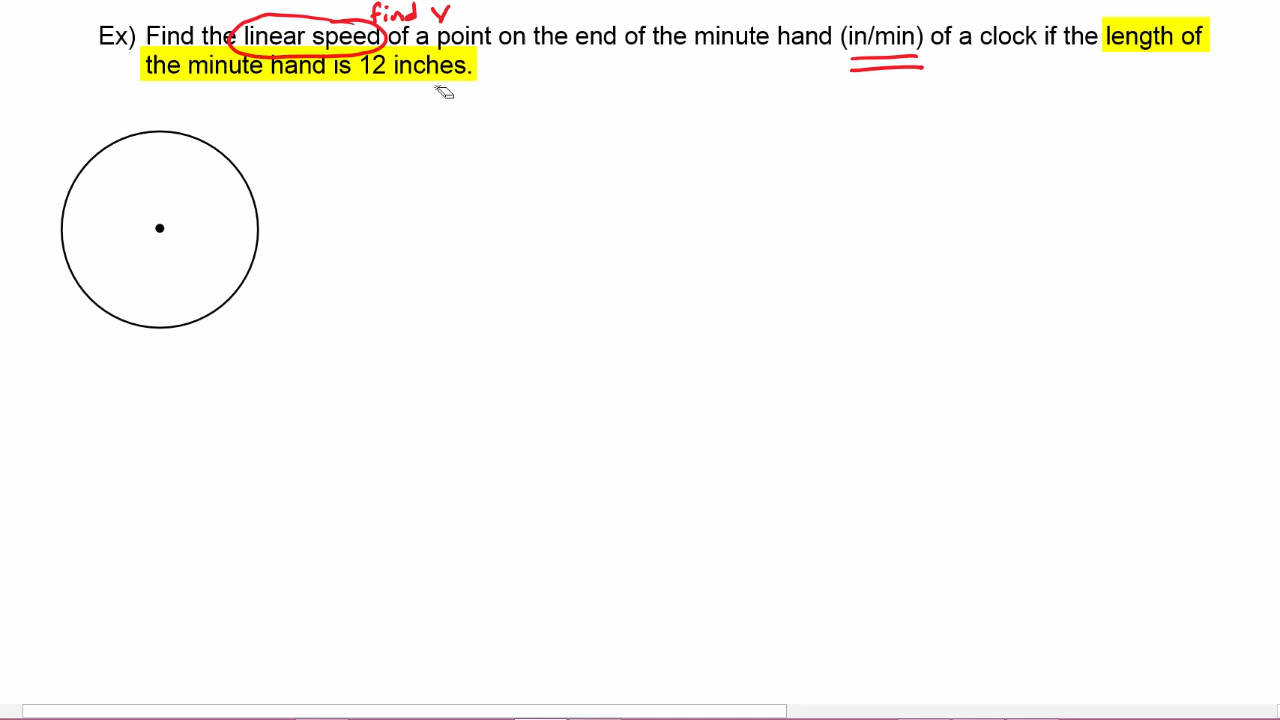 find v
Ex) Find the linear speed of a point on the end of the minute hand (in/min) of a clock if the length of
the minute hand is 12 inches.